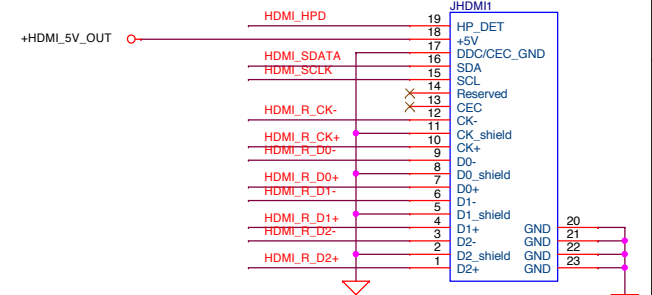 JHDMI1
HDMI_HPD 19 HP_DET
+HDMI_5V_OUT 18 +5V
17 DDC/CEC_GND
HDMI_SDATA 16 SDA
HDMI_SCLK 15 SCL
14 Reserved
13 CEC
HDMI_R_CK- 12 CK-
11 CK_shield
HDMI_R_CK+ 10 CK+
HDMI_R_D0- 9 D0-
8 D0_shield
HDMI_R_D0+ 7 D0+
HDMI_R_D1- 6 D1-
5 D1_shield
HDMI_R_D1+ 4 D1+ GND 20
HDMI_R_D2- 3 D2- GND 21
2 D2_shield GND 22
HDMI_R_D2+ 1 D2+ GND 23